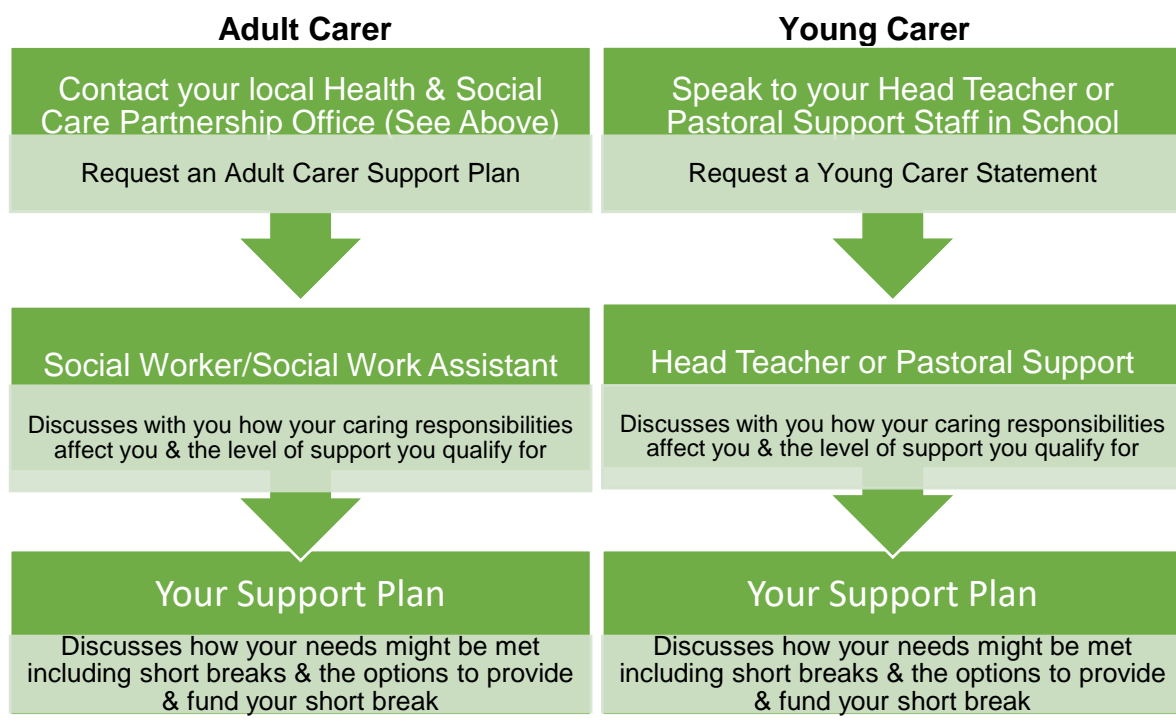 Adult Carer
Contact your local Health & Social
Care Partnership Office (See Above)
Request an Adult Carer Support Plan
Social Worker/Social Work Assistant
Discusses with you how your caring responsibilities
affect you & the level of support you qualify for
Your Support Plan
Discusses how your needs might be met
including short breaks & the options to provide
& fund your short break
Young Carer
Speak to your Head Teacher or
Pastoral Support Staff in School
Request a Young Carer Statement
Head Teacher or Pastoral Support
Discusses with you how your caring responsibilities
affect you & the level of support you qualify for
Your Support Plan
Discusses how your needs might be met
including short breaks & the options to provide
& fund your short break